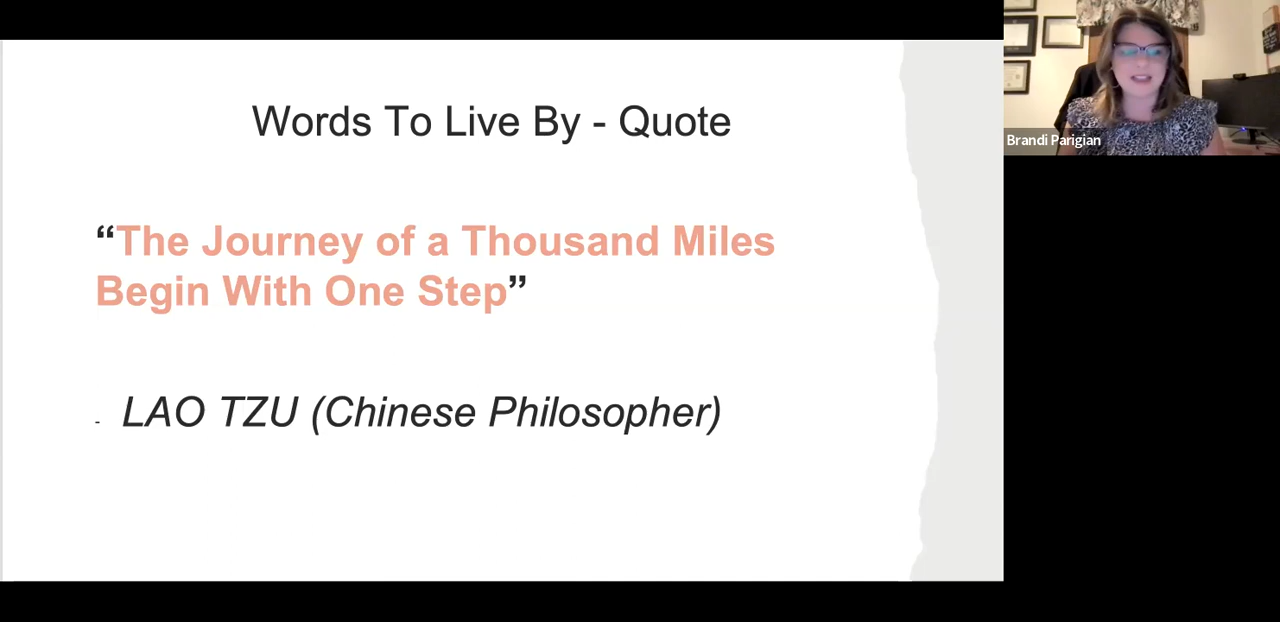 Words To Live By - Quote
“The Journey of a Thousand Miles
Begin With One Step”
- LAO TZU (Chinese Philosopher)
Brandi Parigian